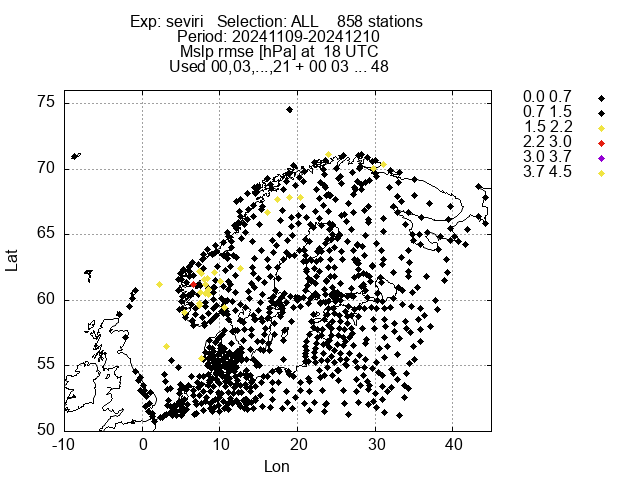 Exp: seviri   Selection: ALL    858 stations
Period: 20241109-20241210
Mslp rmse [hPa] at  18 UTC
Used 00,03,...,21 + 00 03 ... 48
0.0 0.7
0.7 1.5
1.5 2.2
2.2 3.0
3.0 3.7
3.7 4.5
75
70
65
60
55
50
Lat
-10 0 10 20 30 40
Lon